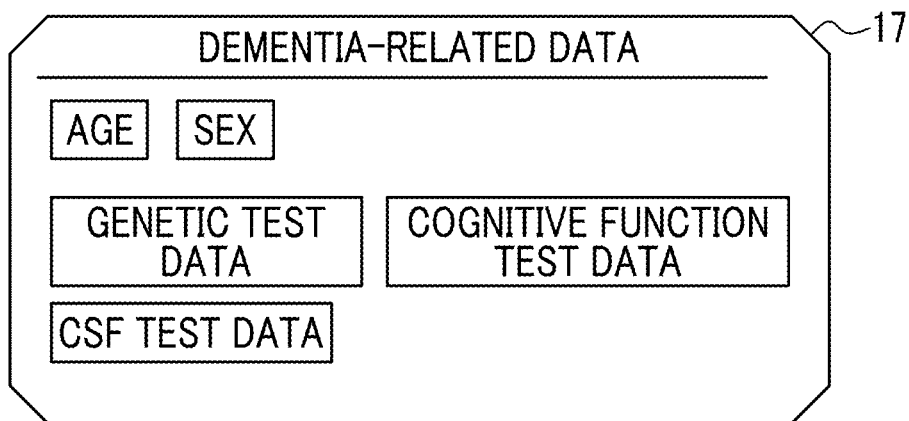 DEMENTIA-RELATED DATA
17
AGE
SEX
GENETIC TEST
DATA
COGNITIVE FUNCTION
TEST DATA
CSF TEST DATA